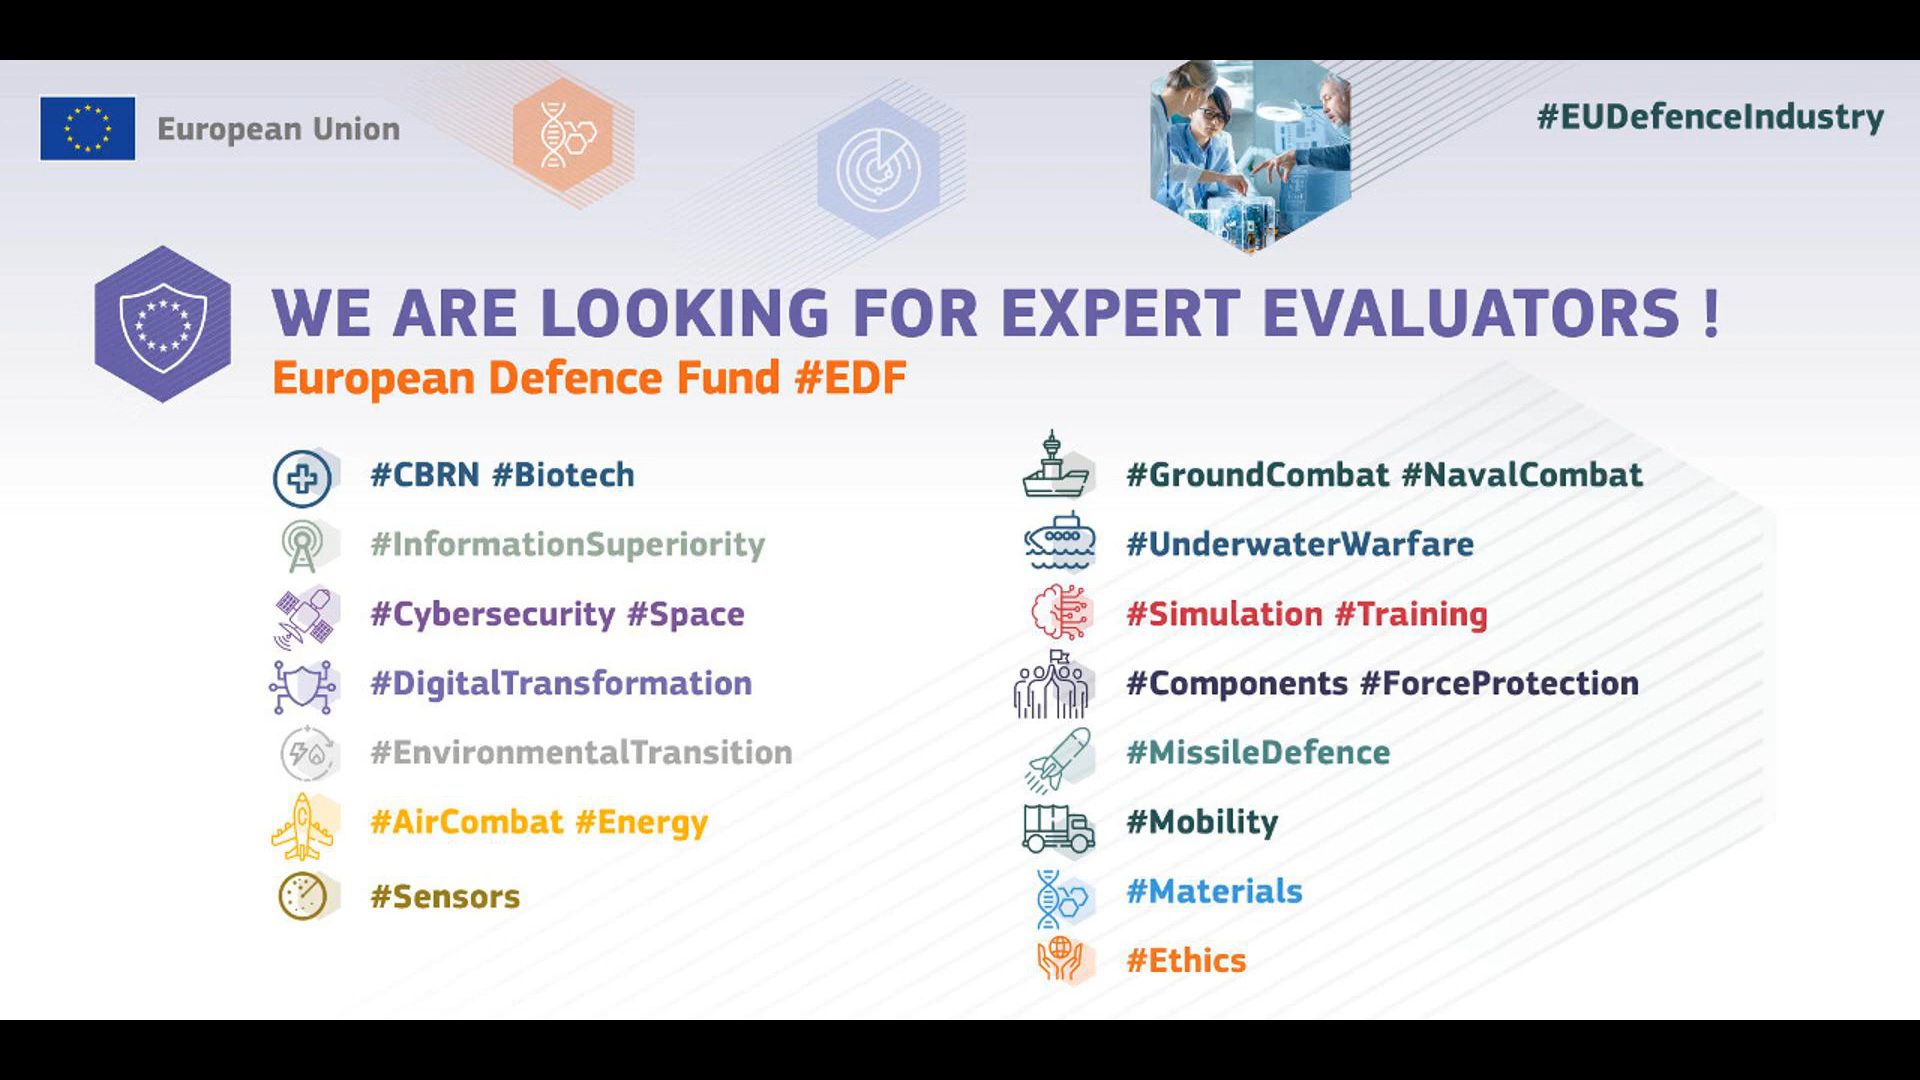 European Union
#EUDefenceIndustry
WE ARE LOOKING FOR EXPERT EVALUATORS !
European Defence Fund #EDF
#CBRN #Biotech
#InformationSuperiority
#Cybersecurity #Space
#DigitalTransformation
#EnvironmentalTransition
#AirCombat #Energy
#Sensors
#GroundCombat #NavalCombat
#UnderwaterWarfare
#Simulation #Training
#Components #ForceProtection
#MissileDefence
#Mobility
#Materials
#Ethics